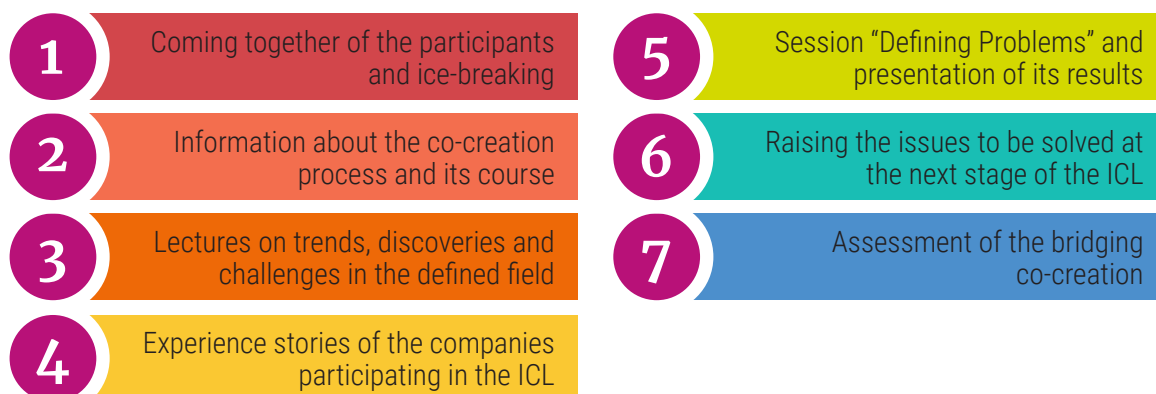 1
Coming together of the participants
and ice-breaking
2
Information about the co-creation
process and its course
3
Lectures on trends, discoveries and
challenges in the defined field
4
Experience stories of the companies
participating in the ICL
5
Session “Defining Problems” and
presentation of its results
6
Raising the issues to be solved at
the next stage of the ICL
7
Assessment of the bridging
co-creation